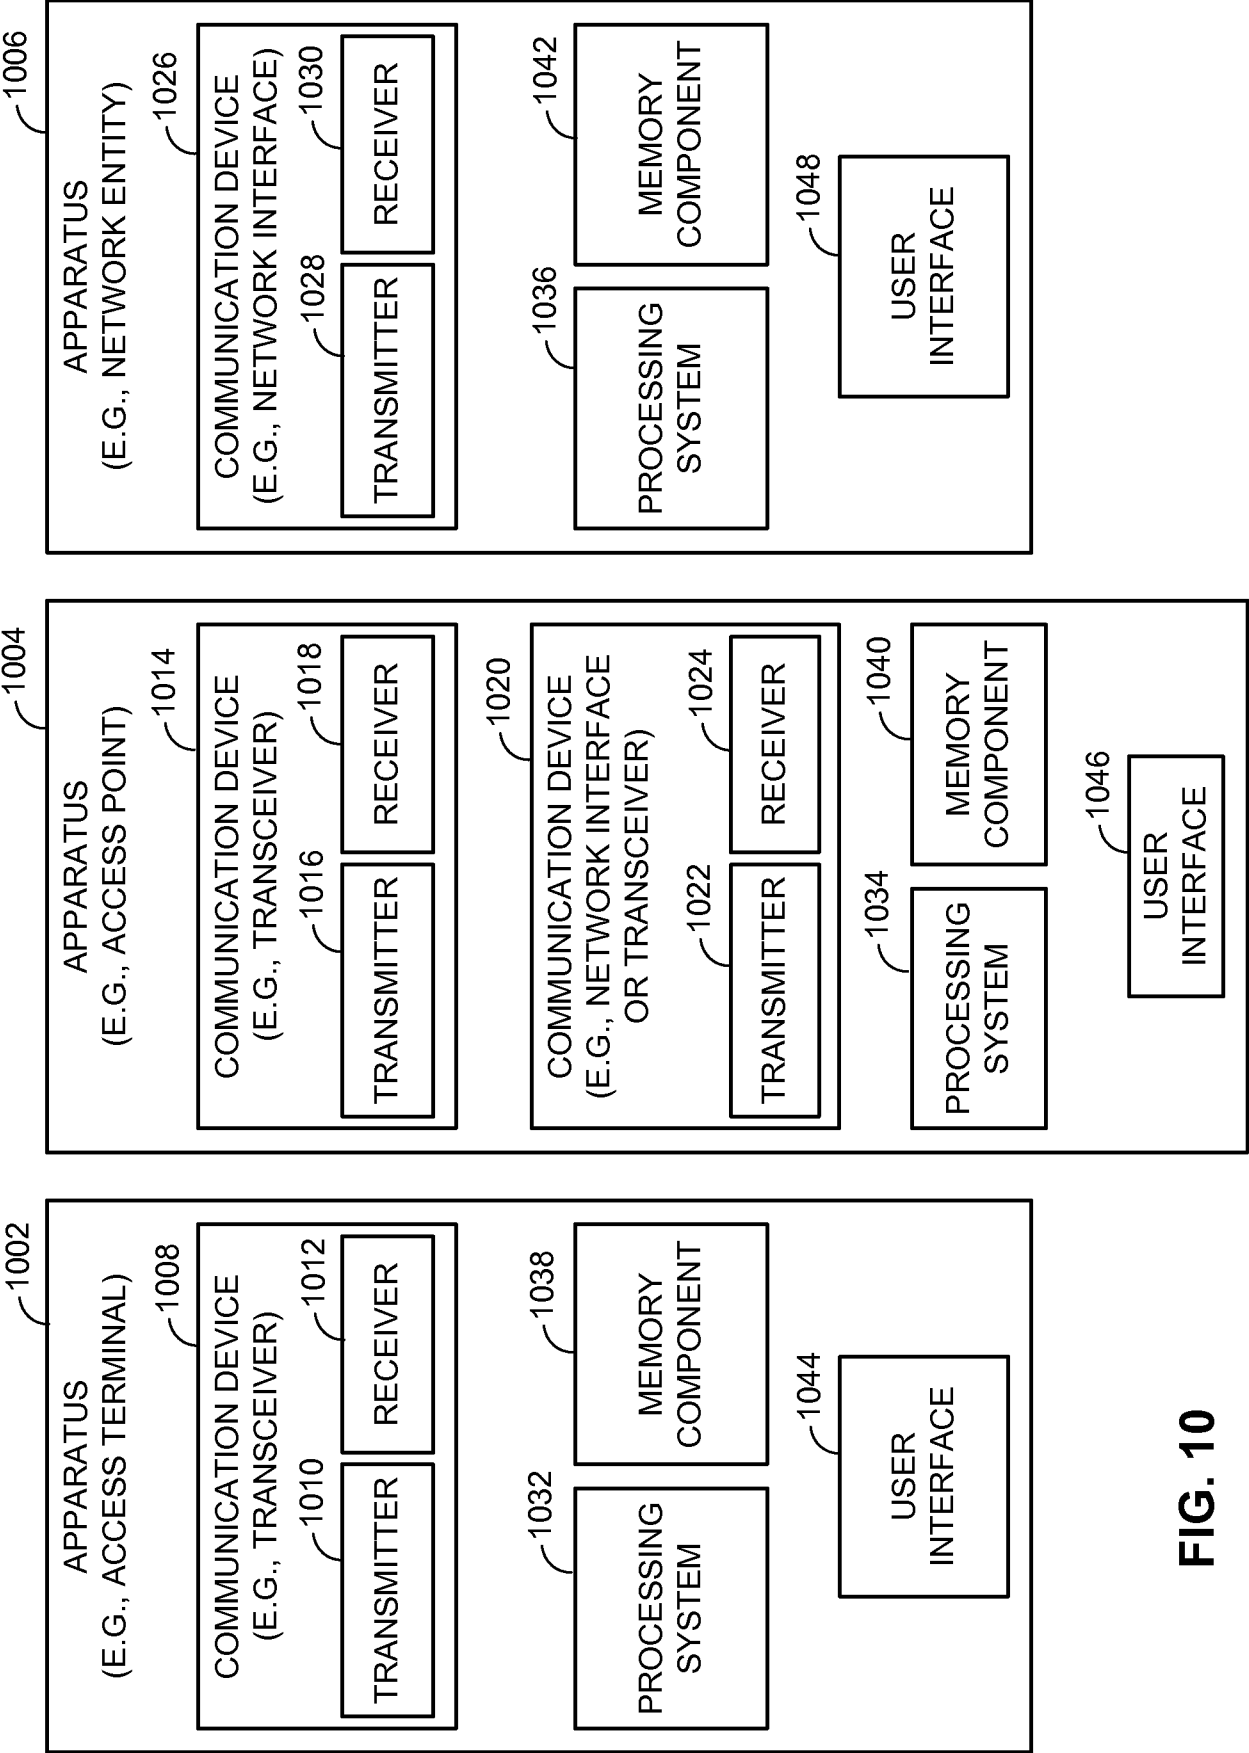 1002
APPARATUS
(E.G., ACCESS TERMINAL)
1008
COMMUNICATION DEVICE
(E.G., TRANSCEIVER)
1010
1012
TRANSMITTER
RECEIVER
1032
1038
PROCESSING
SYSTEM
MEMORY
COMPONENT
1044
USER
INTERFACE
1004
APPARATUS
(E.G., ACCESS POINT)
1014
COMMUNICATION DEVICE
(E.G., TRANSCEIVER)
1016
1018
TRANSMITTER
RECEIVER
1020
COMMUNICATION DEVICE
(E.G., NETWORK INTERFACE
OR TRANSCEIVER)
1022
1024
TRANSMITTER
RECEIVER
1034
1040
PROCESSING
SYSTEM
MEMORY
COMPONENT
1046
USER
INTERFACE
1006
APPARATUS
(E.G., NETWORK ENTITY)
1026
COMMUNICATION DEVICE
(E.G., NETWORK INTERFACE)
1028
1030
TRANSMITTER
RECEIVER
1036
1042
PROCESSING
SYSTEM
MEMORY
COMPONENT
1048
USER
INTERFACE
FIG. 10